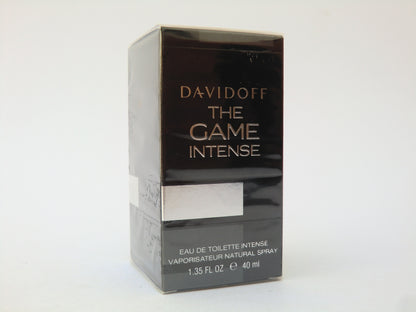 DAVIDOFF
THE
GAME
INTENSE
EAU DE TOILETTE INTENSE
VAPORISATEUR NATURAL SPRAY
1.35 FL OZ ℮ 40 ml